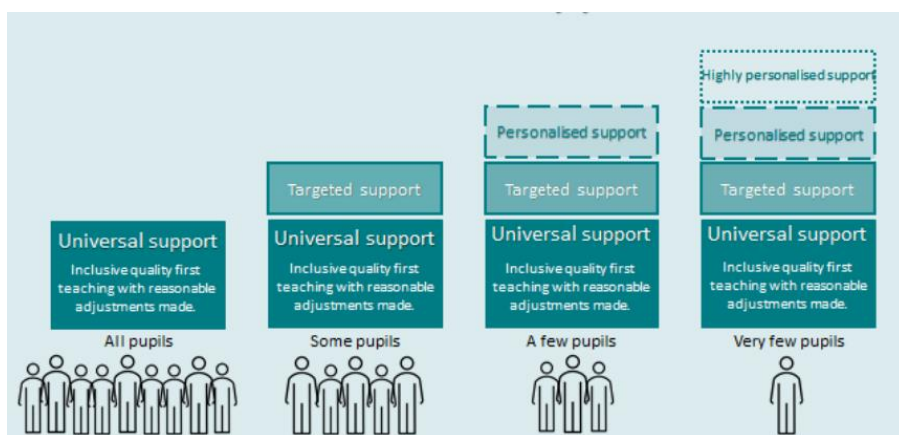 Highly personalised support
Personalised support
Personalised support
Targeted support
Targeted support
Targeted support
Universal support
Inclusive quality first
teaching with reasonable
adjustments made.
Universal support
Inclusive quality first
teaching with reasonable
adjustments made.
Universal support
Inclusive quality first
teaching with reasonable
adjustments made.
Universal support
Inclusive quality first
teaching with reasonable
adjustments made.
All pupils
Some pupils
A few pupils
Very few pupils